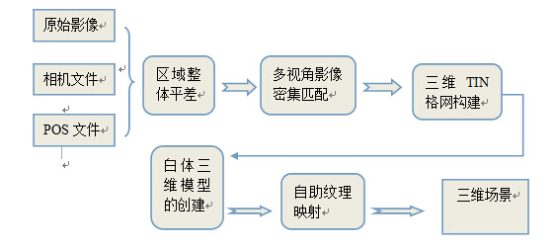 原始影像
相机文件
POS 文件
区域整
体平差
多视角影像
密集匹配
三维 TIN
格网构建
白体三
维模型
的创建
自助纹理
映射
三维场景